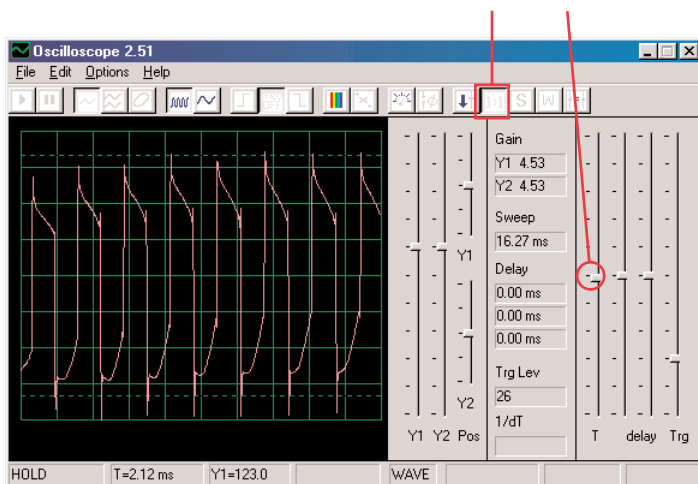 Oscilloscope 2.51
File Edit Options Help
1:1 S W
Gain
Y1 4.53
Y2 4.53
Sweep
16.27 ms
Delay
0.00 ms
0.00 ms
0.00 ms
Trg Lev
26
1/dT
Y1
Y2
Y1 Y2 Pos
T delay Trg
HOLD T=2.12 ms Y1=123.0 WAVE